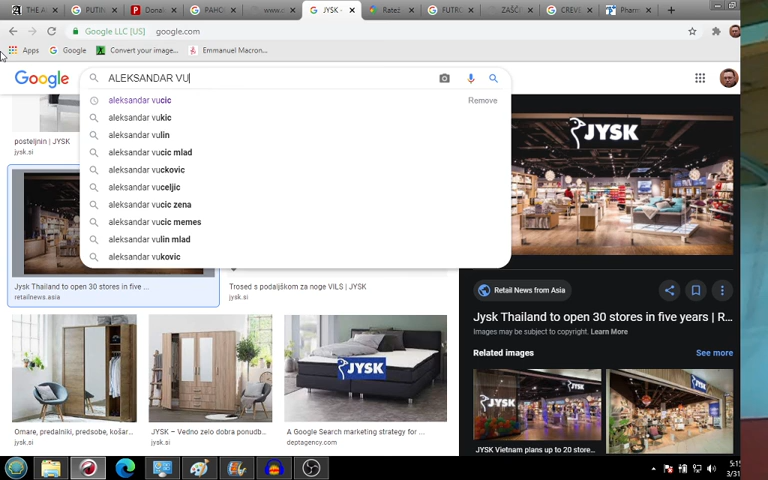 THE A
PUTIN
Donal
PAHO
www.c
JYSK -
Ratež
FUTRO
ZAŠČ
CREVS
Pharm
Google LLC [US]
google.com
Apps
Google
Convert your image...
Emmanuel Macron...
Google
ALEKSANDAR VU
aleksandar vucic
Remove
aleksandar vukic
aleksandar vulin
aleksandar vucic mlad
aleksandar vuckovic
aleksandar vuceljic
aleksandar vucic zena
aleksandar vucic memes
aleksandar vulin mlad
aleksandar vukovic
posteljnin | JYSK
jysk.si
Jysk Thailand to open 30 stores in five ...
retailnews.asia
Trosed s podaljškom za noge VILS | JYSK
jysk.si
JYSK
Omare, predalniki, predsobe, košar...
jysk.si
JYSK – Vedno zelo dobra ponudb...
jysk.si
A Google Search marketing strategy for ...
deptagency.com
JYSK
Retail News from Asia
Jysk Thailand to open 30 stores in five years | R...
Images may be subject to copyright. Learn More
Related images
See more
JYSK
JYSK
JYSK
JYSK Vietnam plans up to 20 store...
5:15
3/31